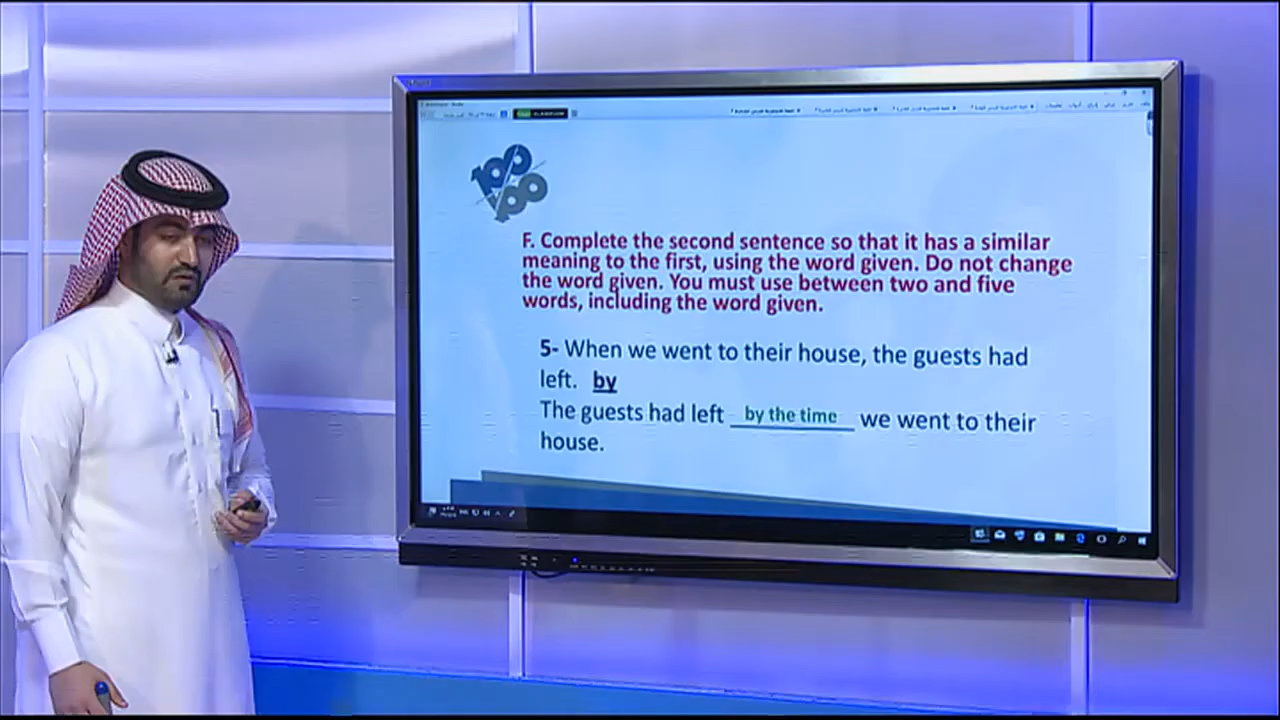 100
100
F. Complete the second sentence so that it has a similar
meaning to the first, using the word given. Do not change
the word given. You must use between two and five
words, including the word given.
5- When we went to their house, the guests had
left. by
The guests had left by the time we went to their
house.